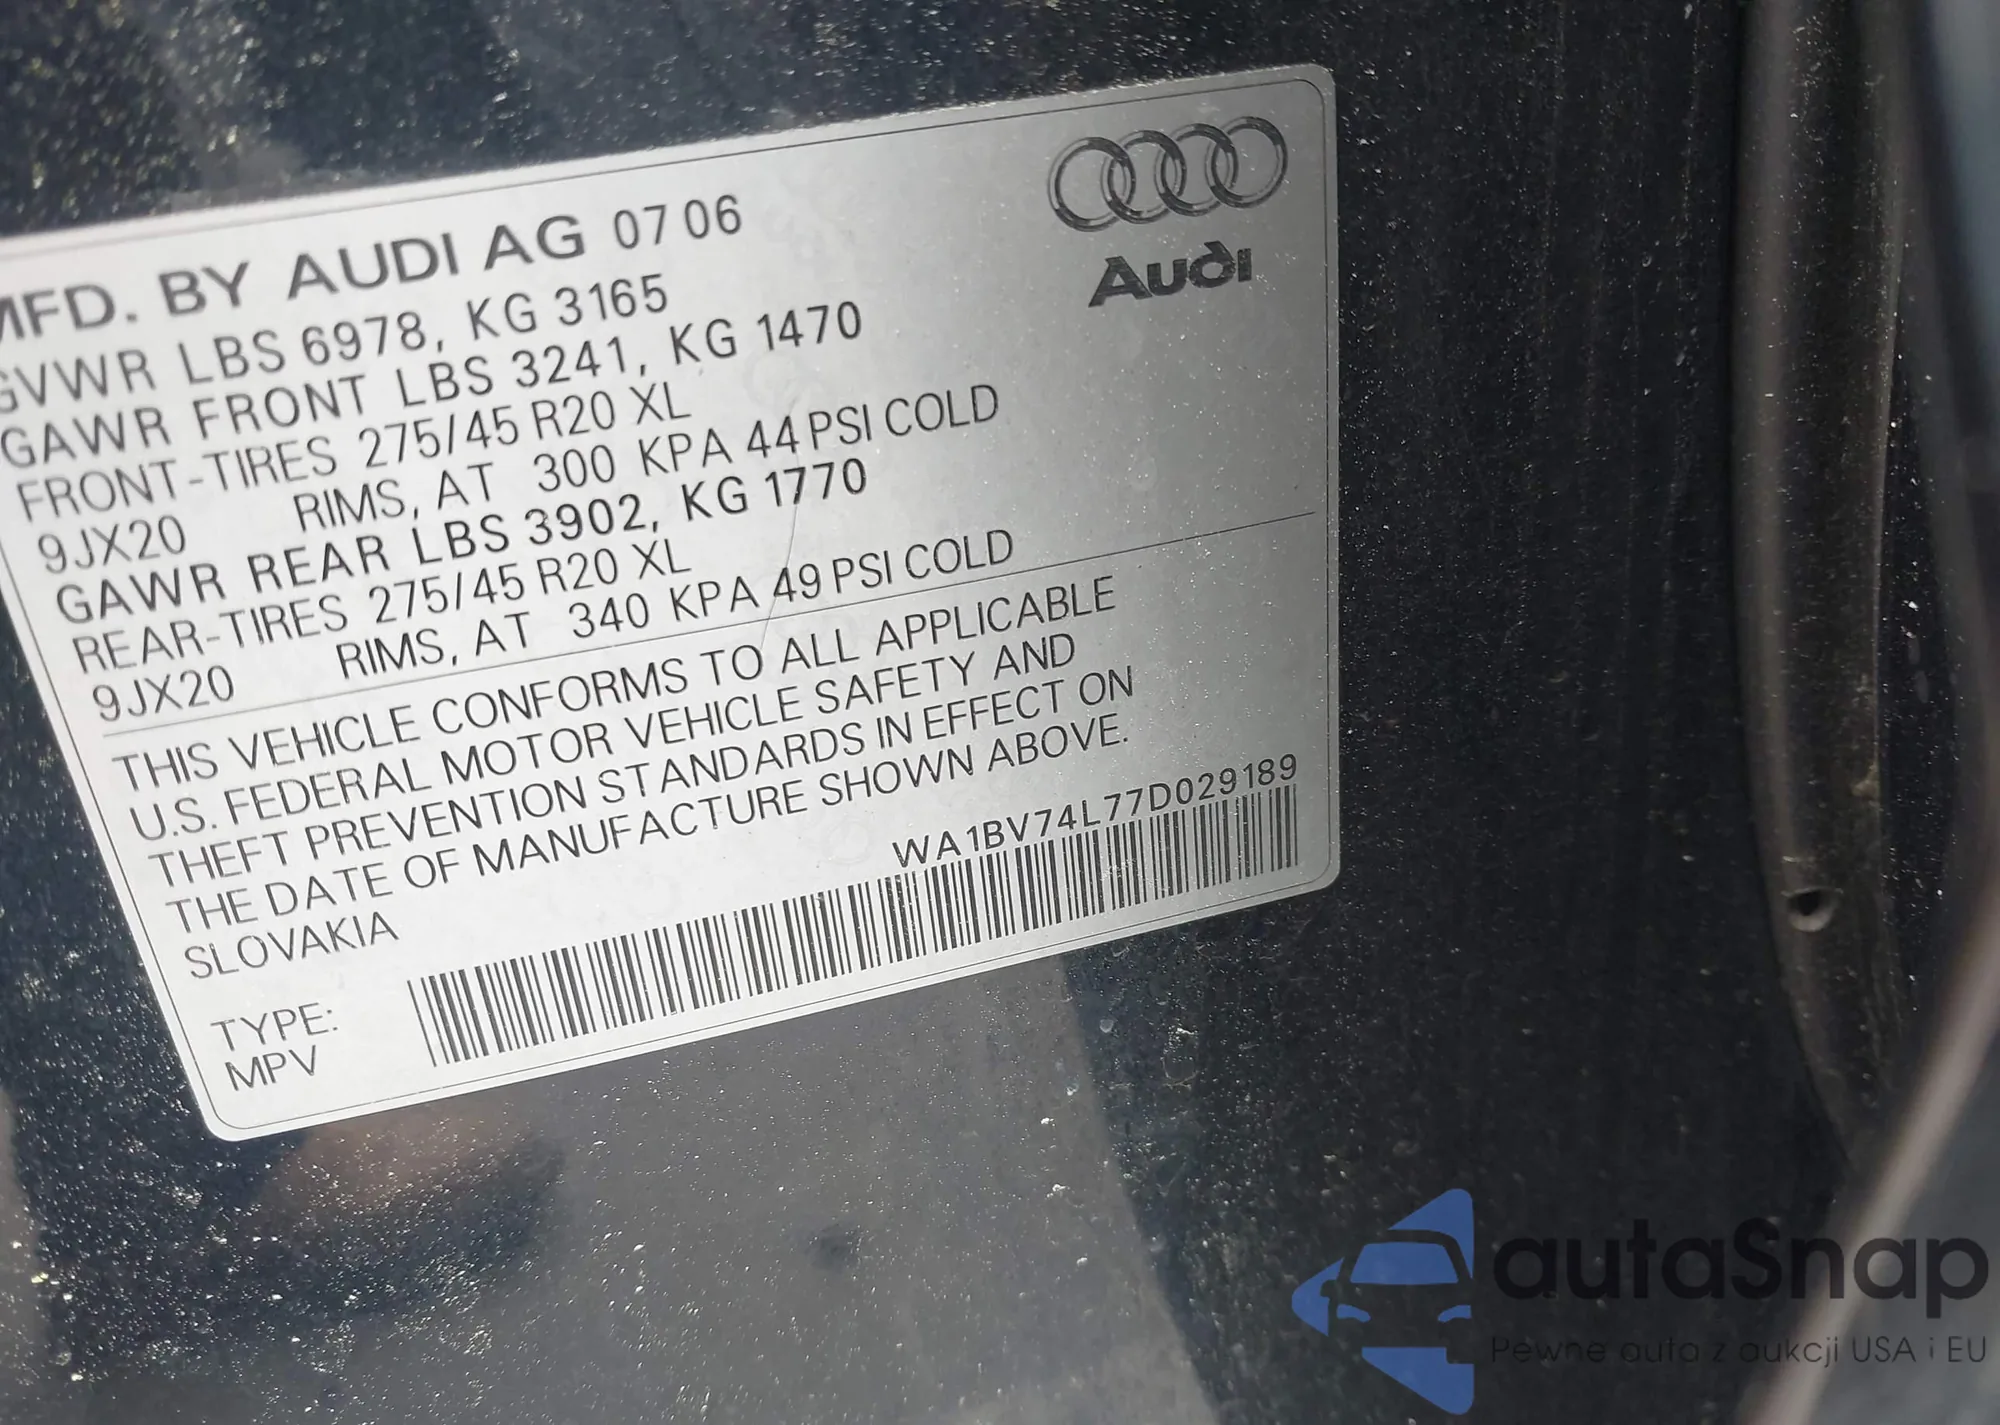 MFD. BY AUDI AG 07 06
GVWR LBS 6978, KG 3165
GAWR FRONT LBS 3241, KG 1470
FRONT-TIRES 275/45 R20 XL
9JX20 RIMS, AT 300 KPA 44 PSI COLD
GAWR REAR LBS 3902, KG 1770
REAR-TIRES 275/45 R20 XL
9JX20 RIMS, AT 340 KPA 49 PSI COLD
Audi
THIS VEHICLE CONFORMS TO ALL APPLICABLE
U.S. FEDERAL MOTOR VEHICLE SAFETY AND
THEFT PREVENTION STANDARDS IN EFFECT ON
THE DATE OF MANUFACTURE SHOWN ABOVE.
SLOVAKIA
WA1BV74L77D029189
TYPE:
MPV
autaSnap
Pewne auta z aukcji USA i EU